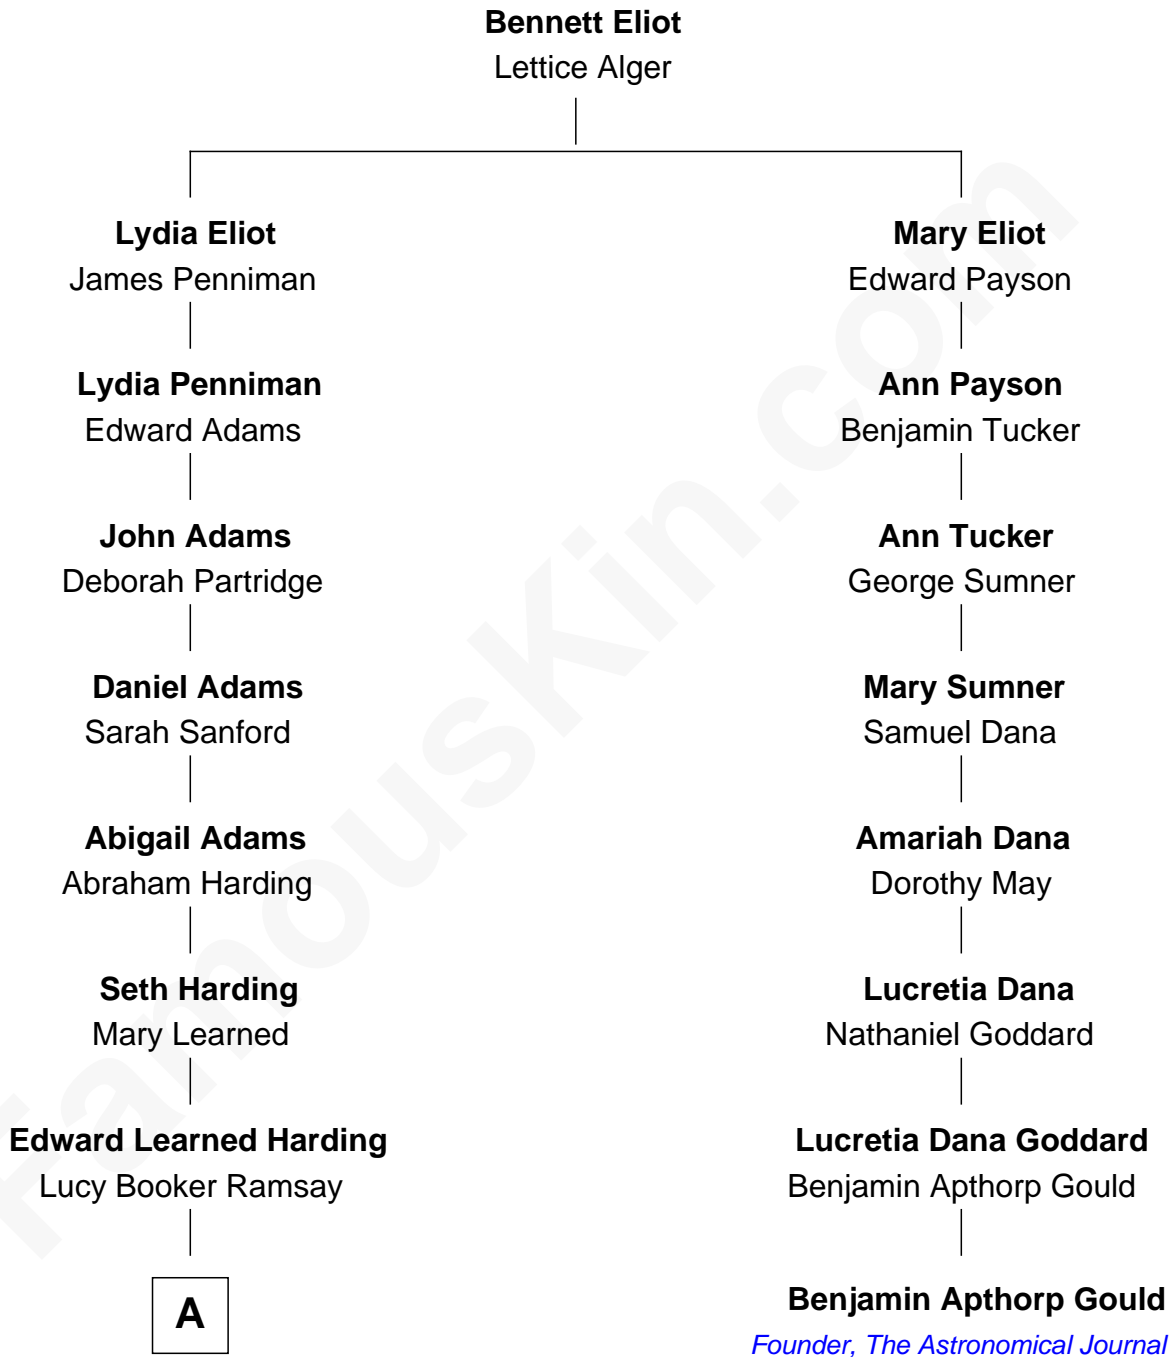 Bennett Eliot
Lettice Alger
Lydia Eliot
James Penniman
Mary Eliot
Edward Payson
Lydia Penniman
Edward Adams
Ann Payson
Benjamin Tucker
John Adams
Deborah Partridge
Ann Tucker
George Sumner
Daniel Adams
Sarah Sanford
Mary Sumner
Samuel Dana
Abigail Adams
Abraham Harding
Amariah Dana
Dorothy May
Seth Harding
Mary Learned
Lucretia Dana
Nathaniel Goddard
Edward Learned Harding
Lucy Booker Ramsay
Lucretia Dana Goddard
Benjamin Apthorp Gould
A
Benjamin Apthorp Gould
Founder, The Astronomical Journal
FamousKin.com